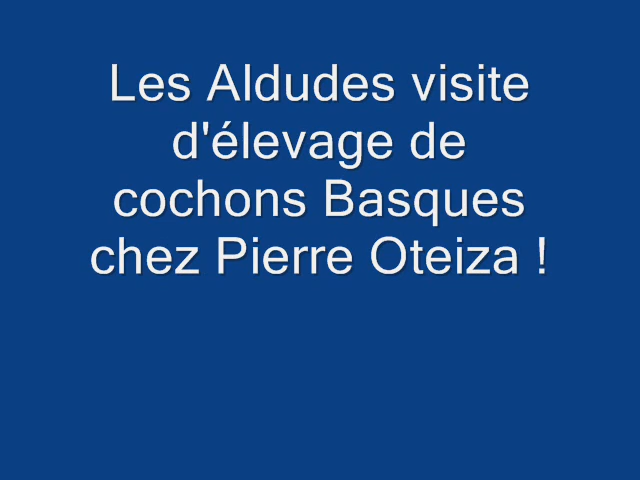 Les Aldudes visite
d'élevage de
cochons Basques
chez Pierre Oteiza !